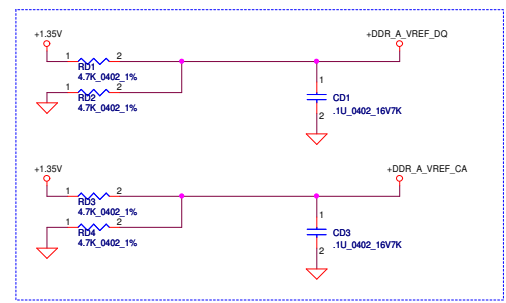 +1.35V
+DDR_A_VREF_DQ
1 2
RD1
4.7K_0402_1%
1 2
RD2
4.7K_0402_1%
1
CD1
.1U_0402_16V7K
2
+1.35V
+DDR_A_VREF_CA
1 2
RD3
4.7K_0402_1%
1 2
RD4
4.7K_0402_1%
1
CD3
.1U_0402_16V7K
2